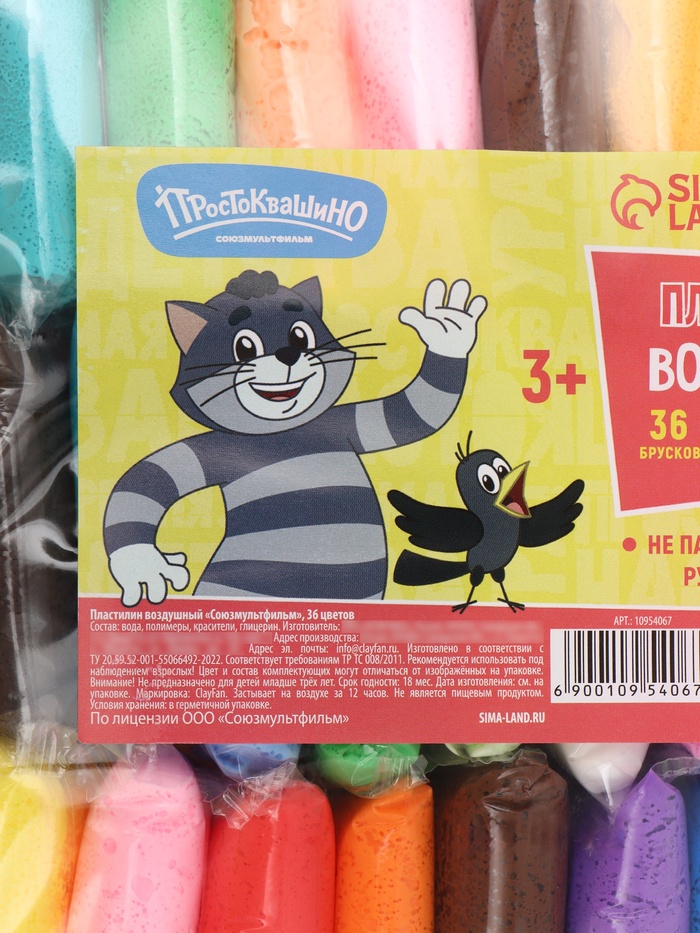 ПРОСТОКВАШИНО
СОЮЗМУЛЬТФИЛЬМ
SI
LA
3+
ПЛ
ВО
36
БРУСКОВ
• НЕ ПА
РУ
Пластилин воздушный «Союзмультфильм», 36 цветов
Состав: вода, полимеры, красители, глицерин. Изготовитель:
Адрес производства:
Адрес эл. почты: info@clayfan.ru. Изготовлено в соответствии с
ТУ 20.59.52-001-55066492-2022. Соответствует требованиям ТР ТС 008/2011. Рекомендуется использовать под
наблюдением взрослых! Цвет и состав комплектующих могут отличаться от изображённых на упаковке.
Внимание! Не предназначено для детей младше трёх лет. Срок годности: 18 мес. Дата изготовления: см. на
упаковке. Маркировка: ClayFan. Застывает на воздухе за 12 часов. Не является пищевым продуктом.
Условия хранения: в герметичной упаковке.
По лицензии ООО «Союзмультфильм»
SIMA-LAND.RU
АРТ.: 10954067
6 900109 54067